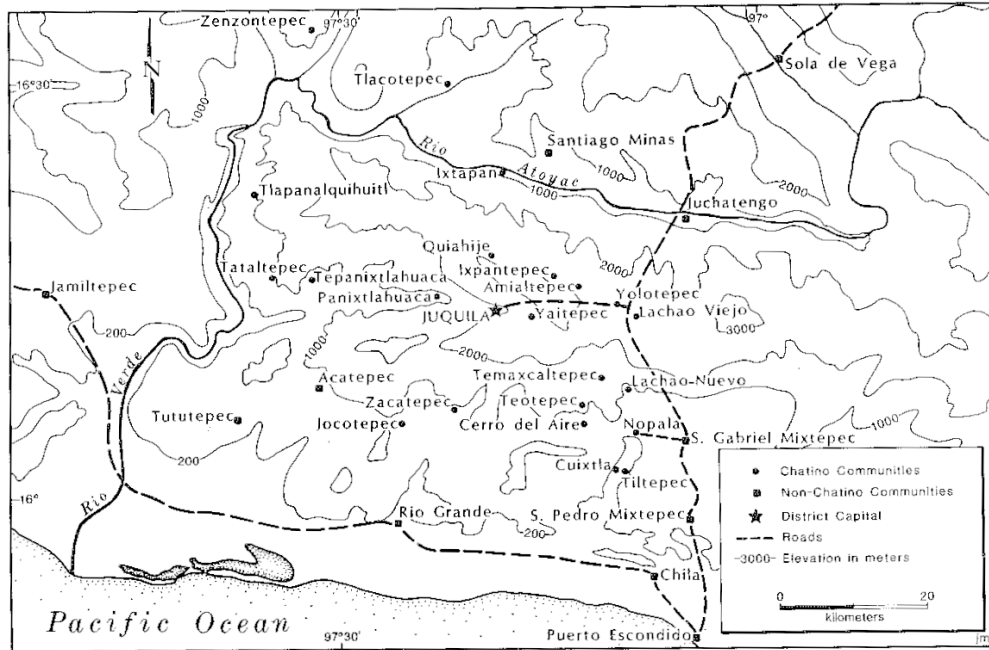 Zenzontepec
97°30'
97°
N
Sola de Vega
16°30'
Tlacotepec
1000
Río
Atoyac
Santiago Minas
1000
2000
Ixtapan
1000
Tlapanalquihuitl
Juchatengo
Quiahije
2000
Tataltepec
Tepanixtlahuaca
Ixpantepec
Amialtepec
Jamiltepec
Panixtlahuaca
Yolotepec
JUQUILA
Yaitepec
Lachao Viejo
200
3000
1000
2000
Verde
Acatepec
Temaxcaltepec
Lachao-Nuevo
Zacatepec
Teotepec
1000
Tututepec
Jocotepec
Cerro del Aire
Nopala
S. Gabriel Mixtepec
200
Cuixtla
Tiltepec
16°
Río
Rio Grande
S. Pedro Mixtepec
200
Chila
Pacific Ocean
97°30'
Puerto Escondido
Chatino Communities
Non-Chatino Communities
District Capital
Roads
-3000- Elevation in meters
0 20
kilometers
jm